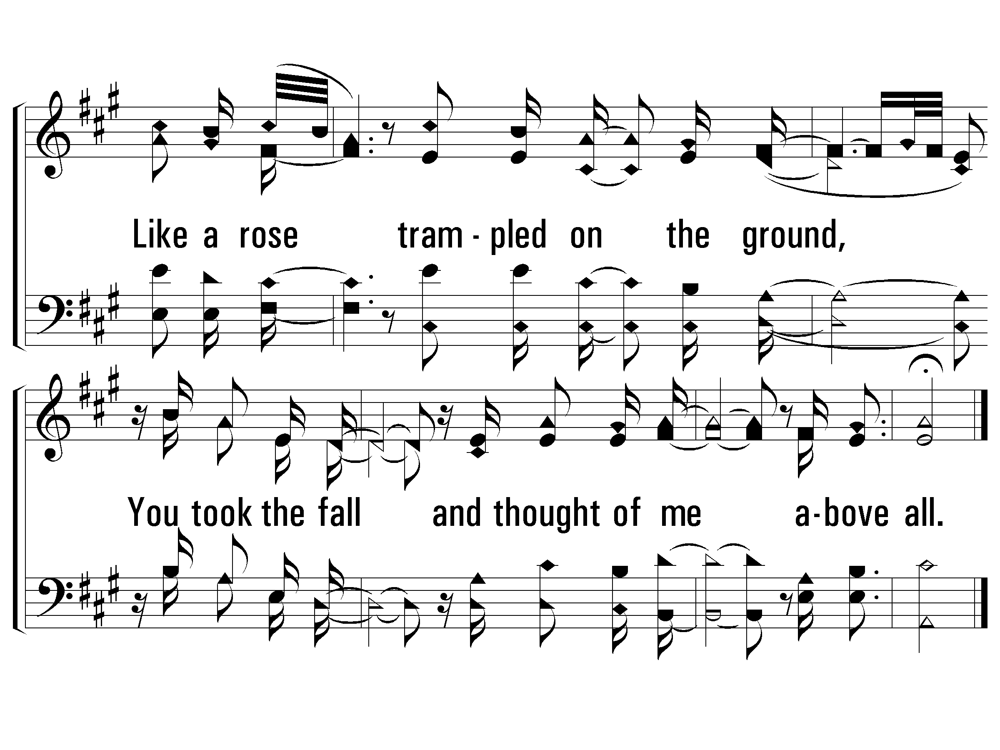 Like a rose tram - pled on the ground,
You took the fall and thought of me a - bove all.